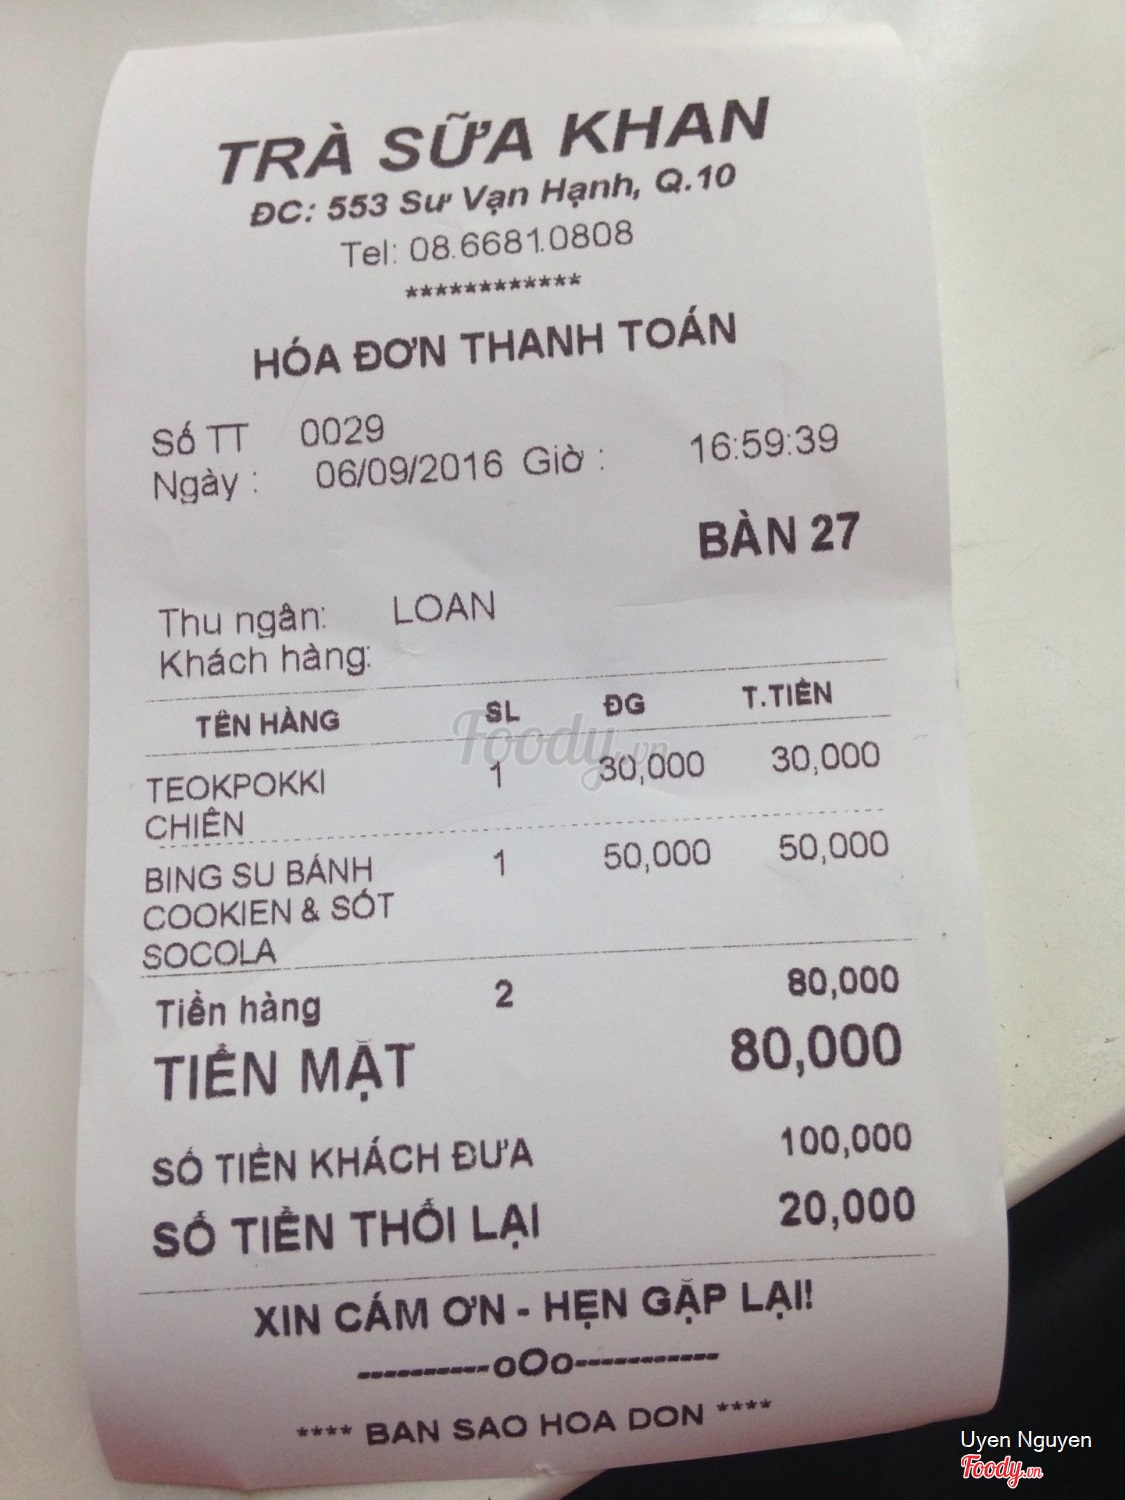 TRÀ SỮA KHAN
ĐC: 553 Sư Vạn Hạnh, Q.10
Tel: 08.6681.0808
************
HÓA ĐƠN THANH TOÁN
Số TT 0029
Ngày : 06/09/2016 Giờ : 16:59:39
BÀN 27
Thu ngân: LOAN
Khách hàng:
TÊN HÀNG SL ĐG T.TIỀN
TEOKPOKKI 1 30,000 30,000
CHIÊN
BING SU BÁNH 1 50,000 50,000
COOKIEN & SÓT
SOCOLA
Tiền hàng 2 80,000
TIỀN MẶT 80,000
SỐ TIỀN KHÁCH ĐƯA 100,000
SỐ TIỀN THỐI LẠI 20,000
XIN CÁM ƠN - HẸN GẶP LẠI!
----------oOo-----------
**** BAN SAO HOA DON ****
Foody.vn
Uyen Nguyen
Foody.vn